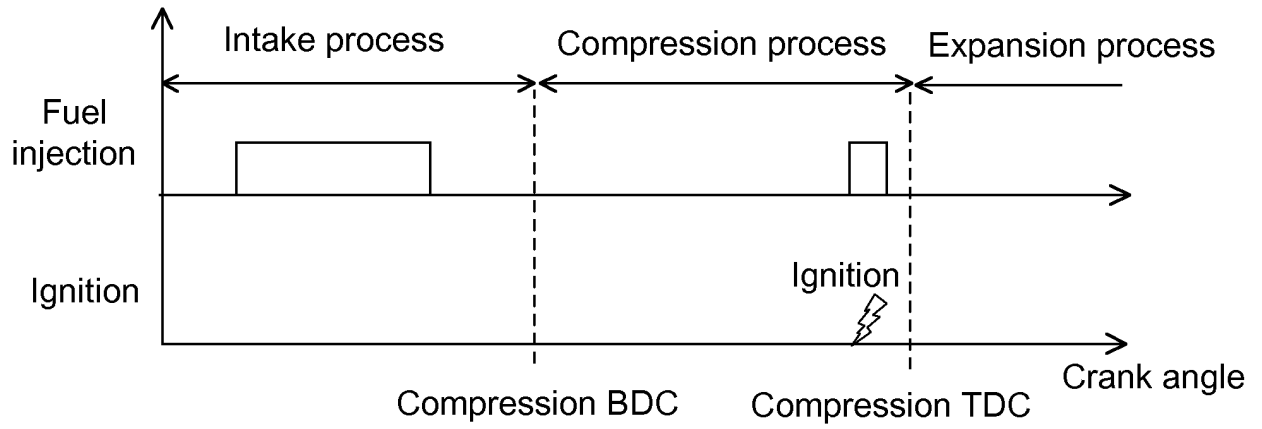 Intake process
Compression process
Expansion process
Fuel
injection
Ignition
Ignition
Crank angle
Compression BDC
Compression TDC